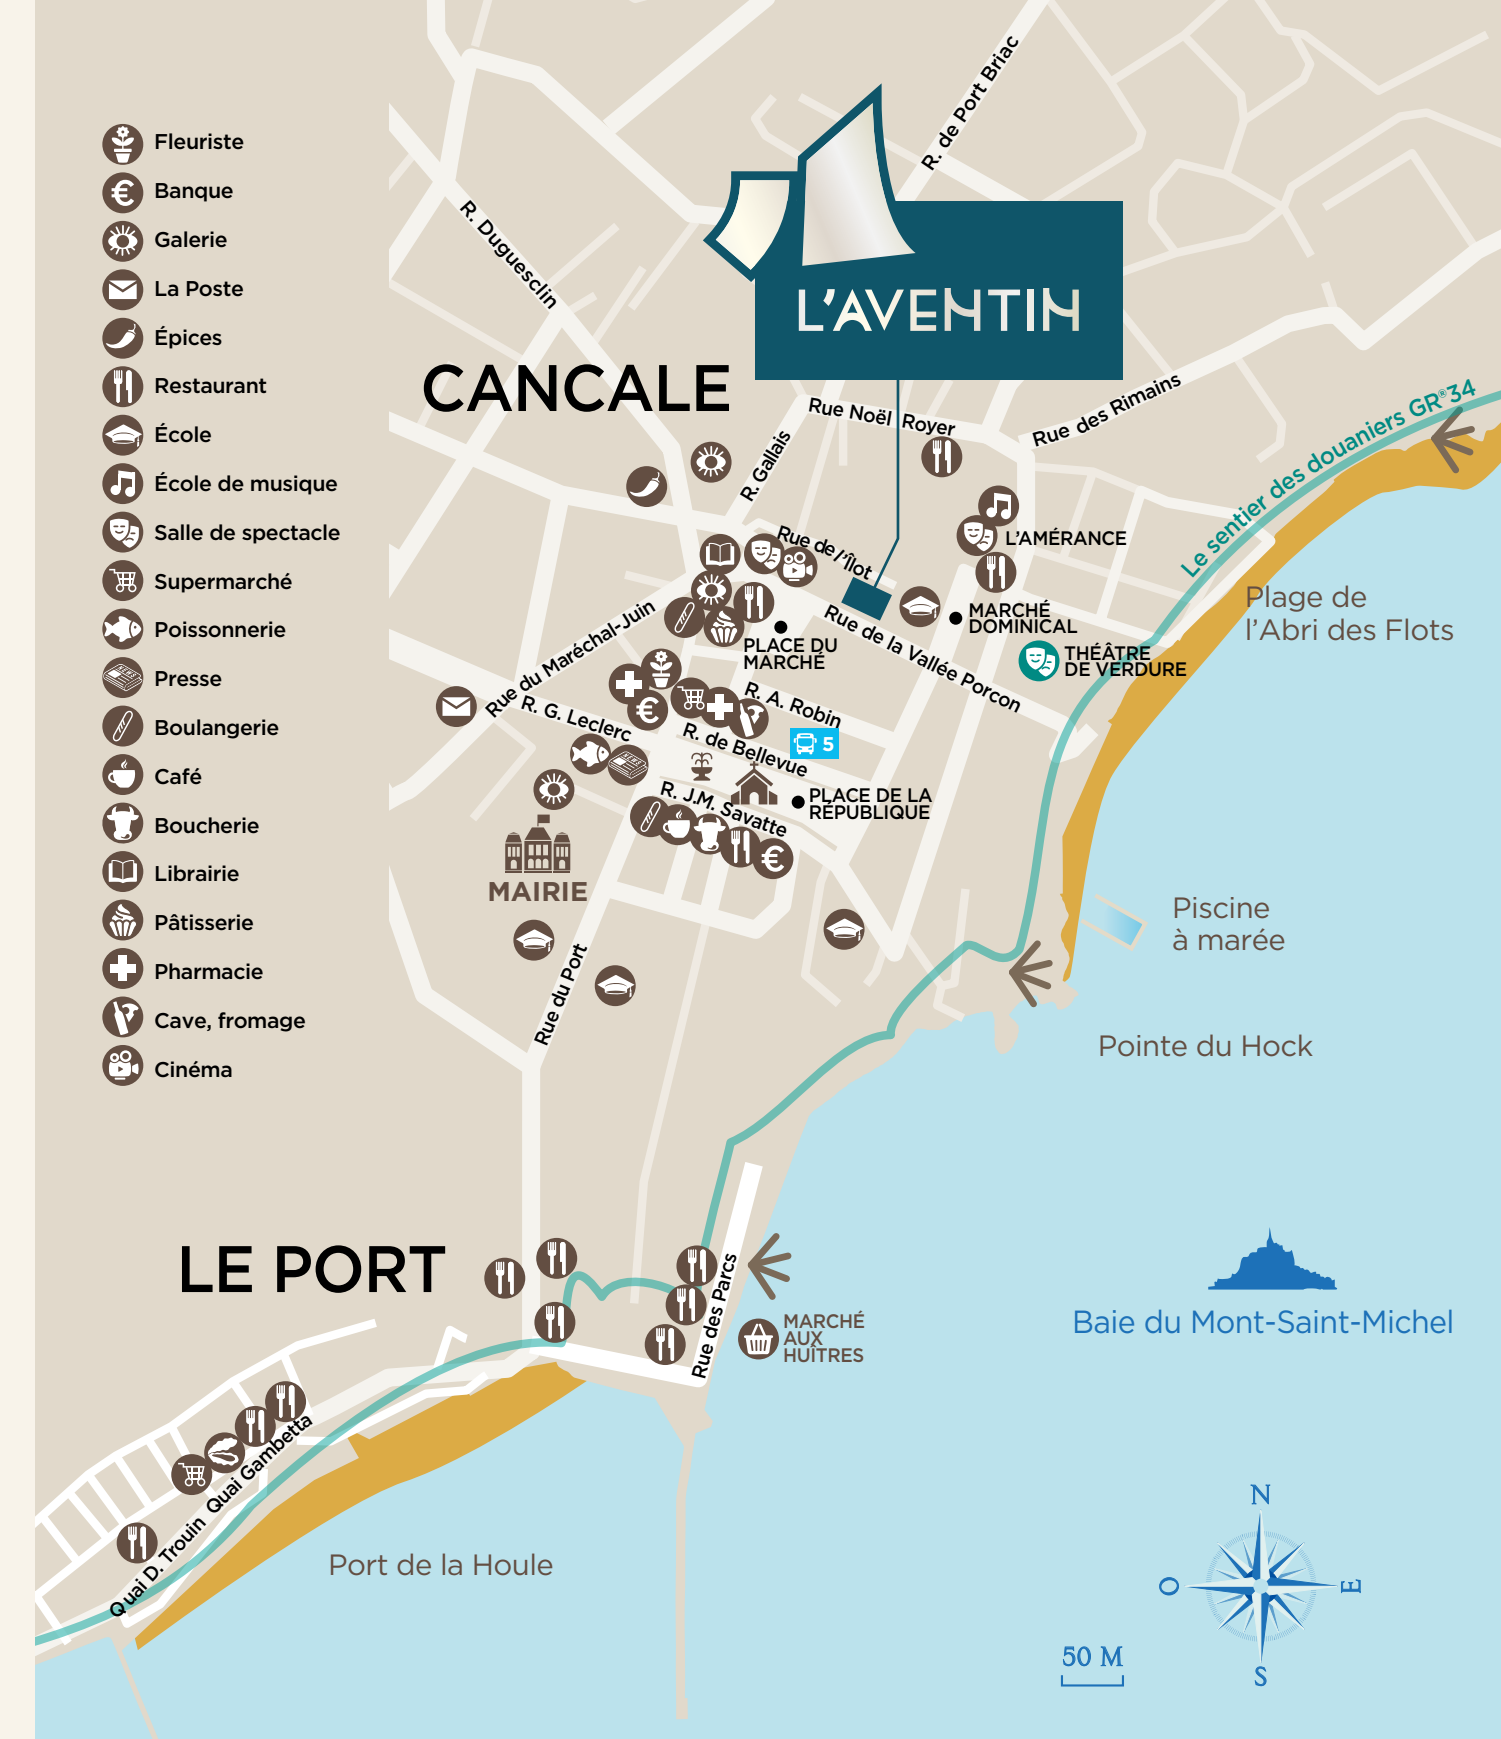 Fleuriste
Banque
Galerie
La Poste
Épices
Restaurant
École
École de musique
Salle de spectacle
Supermarché
Poissonnerie
Presse
Boulangerie
Café
Boucherie
Librairie
Pâtisserie
Pharmacie
Cave, fromage
Cinéma
R. de Port Briac
R. Duguesclin
L'AVENTIN
CANCALE
Rue Noël Royer
Rue des Rimains
Le sentier des douaniers GR®34
R. Gallais
Rue de l'Îlot
L'AMÉRANCE
Plage de
l'Abri des Flots
MARCHÉ
DOMINICAL
Rue de la Vallée Porcon
PLACE DU
MARCHÉ
THÉÂTRE
DE VERDURE
Rue du Maréchal-Juin
R. G. Leclerc
R. A. Robin
R. de Bellevue
5
NEWS
R. J.M. Savatte
PLACE DE LA
RÉPUBLIQUE
MAIRIE
Rue du Port
Piscine
à marée
Pointe du Hock
LE PORT
Rue des Parcs
MARCHÉ
AUX
HUÎTRES
Baie du Mont-Saint-Michel
Quai Gambetta
Quai D. Trouin
Port de la Houle
N
O
E
S
50 M